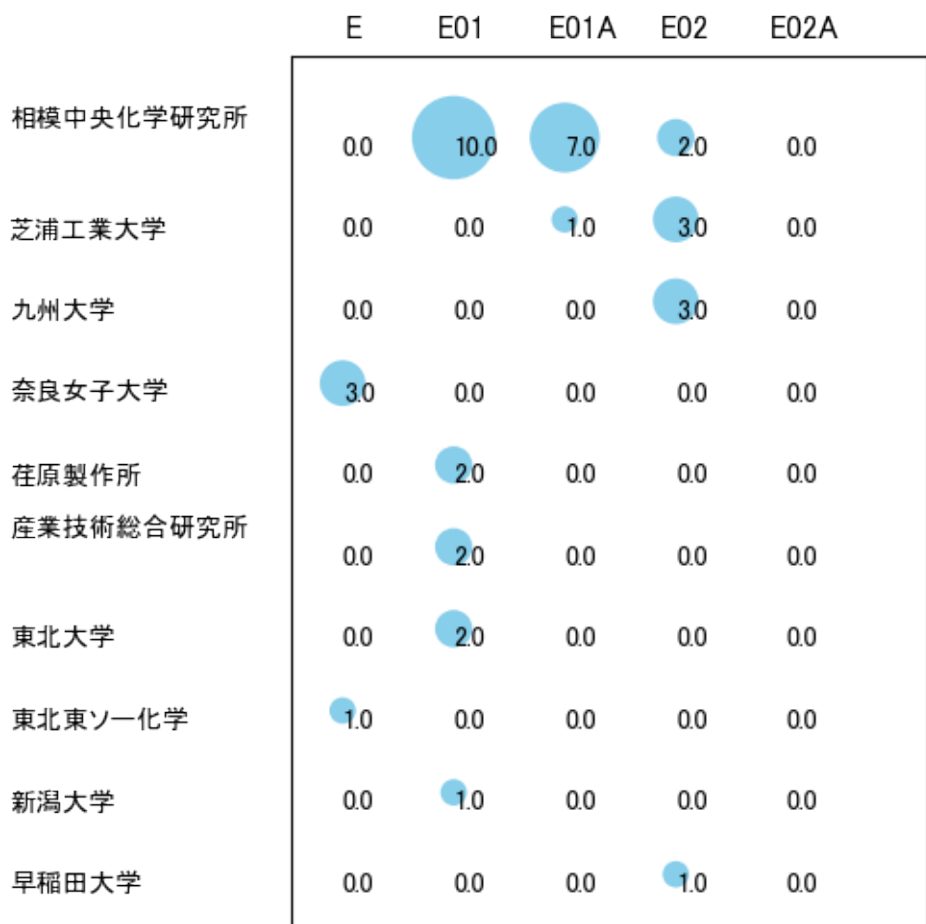 E E01 E01A E02 E02A
相模中央化学研究所 0.0 10.0 7.0 2.0 0.0
芝浦工業大学 0.0 0.0 1.0 3.0 0.0
九州大学 0.0 0.0 0.0 3.0 0.0
奈良女子大学 3.0 0.0 0.0 0.0 0.0
荏原製作所 0.0 2.0 0.0 0.0 0.0
産業技術総合研究所 0.0 2.0 0.0 0.0 0.0
東北大学 0.0 2.0 0.0 0.0 0.0
東北東ソー化学 1.0 0.0 0.0 0.0 0.0
新潟大学 0.0 1.0 0.0 0.0 0.0
早稲田大学 0.0 0.0 0.0 1.0 0.0